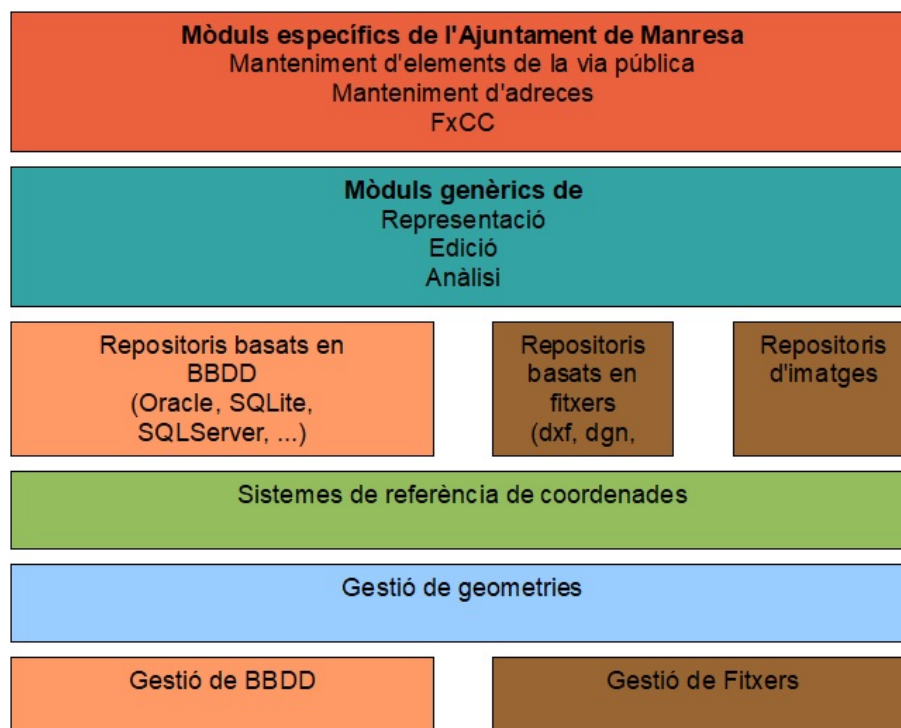 Mòduls específics de l'Ajuntament de Manresa
Manteniment d'elements de la via pública
Manteniment d'adreces
FxCC
Mòduls genèrics de
Representació
Edició
Anàlisi
Repositoris basats en
BBDD
(Oracle, SQLite,
SQLServer, ...)
Repositoris
basats en
fitxers
(dxf, dgn,
Repositoris
d'imatges
Sistemes de referència de coordenades
Gestió de geometries
Gestió de BBDD
Gestió de Fitxers